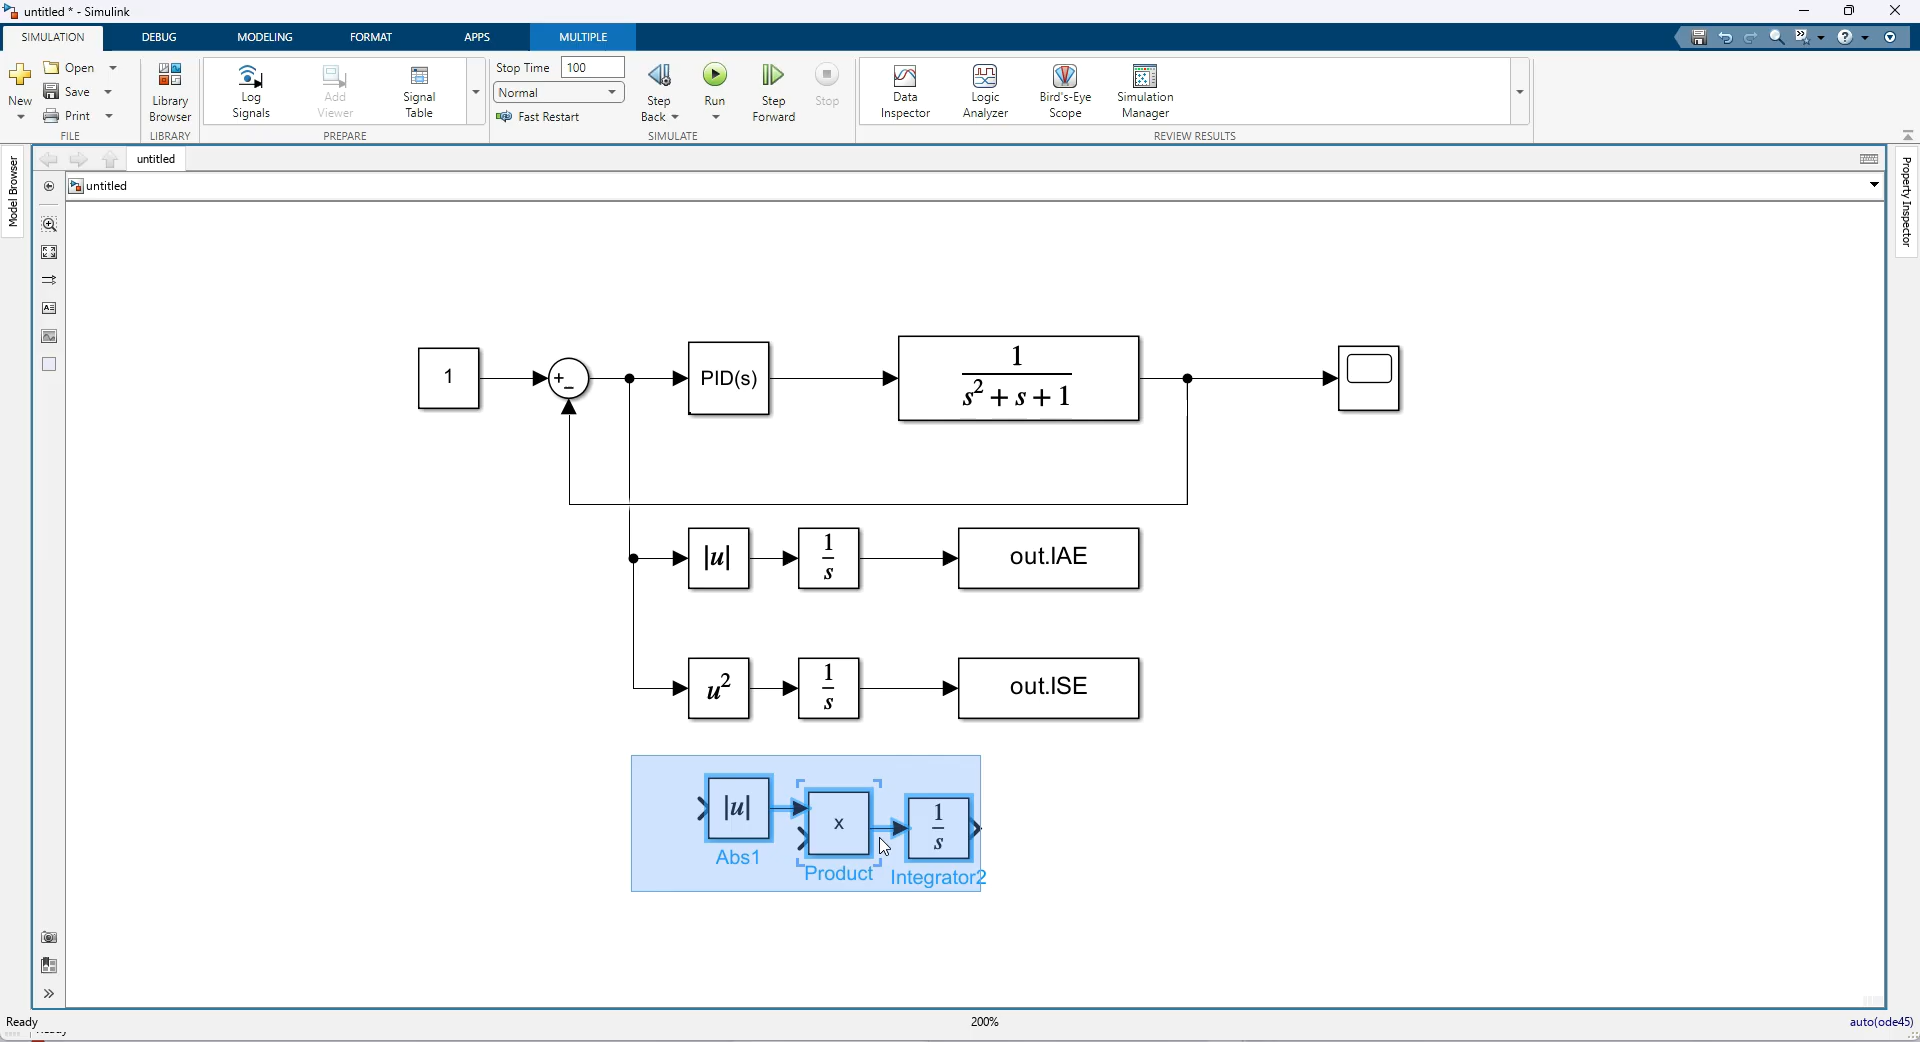 untitled * - Simulink
SIMULATION DEBUG MODELING FORMAT APPS MULTIPLE
New
Open
Save
Print
FILE
Library
Browser
LIBRARY
Log
Signals
Add
Viewer
Signal
Table
PREPARE
Stop Time 100
Normal
Fast Restart
Step
Back
Run
Step
Forward
Stop
SIMULATE
Data
Inspector
Logic
Analyzer
Bird's-Eye
Scope
Simulation
Manager
REVIEW RESULTS
Model Browser
Property Inspector
untitled
untitled
1
+
−
PID(s)
1
s² + s + 1
|u|
1
s
out.IAE
u²
1
s
out.ISE
|u|
x
1
s
Abs1
Product
Integrator2
Ready
200%
auto(ode45)